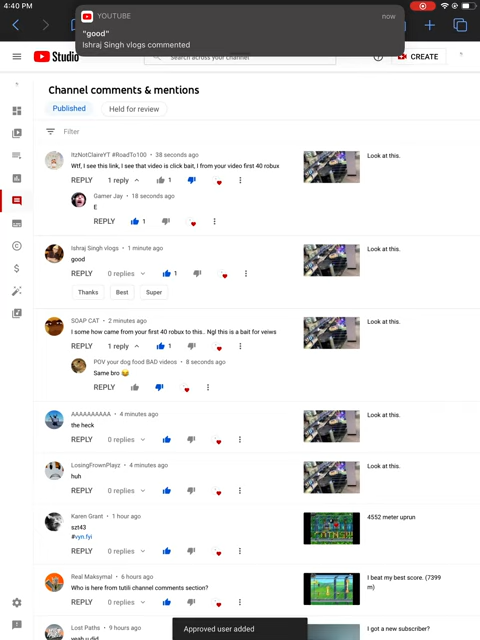 4:40 PM
YOUTUBE
now
"good"
Ishraj Singh vlogs commented
Studio
Search across your channel
CREATE
Channel comments & mentions
Published
Held for review
Filter
ItzNotClaireYT #RoadTo100 • 38 seconds ago
Wtf, I see this link, I see that video is click bait, I from your video first 40 robux
REPLY 1 reply 1
Look at this.
Gamer Jay • 18 seconds ago
E
REPLY 1
Ishraj Singh vlogs • 1 minute ago
good
REPLY 0 replies 1
Look at this.
Thanks Best Super
SOAP CAT • 2 minutes ago
I some how came from your first 40 robux to this.. Ngl this is a bait for veiws
REPLY 1 reply 1
Look at this.
POV your dog food BAD videos • 8 seconds ago
Same bro 😂
REPLY
AAAAAAAAAA • 4 minutes ago
the heck
REPLY 0 replies
Look at this.
LosingFrownPlayz • 4 minutes ago
huh
REPLY 0 replies
Look at this.
Karen Grant • 1 hour ago
szt43
#vyn.fyi
REPLY 0 replies
4552 meter uprun
Real Maksymal • 6 hours ago
Who is here from tutili channel comments section?
REPLY 0 replies
I beat my best score. (7399
m)
Lost Paths • 9 hours ago
yeah u did
I got a new subscriber?
Approved user added